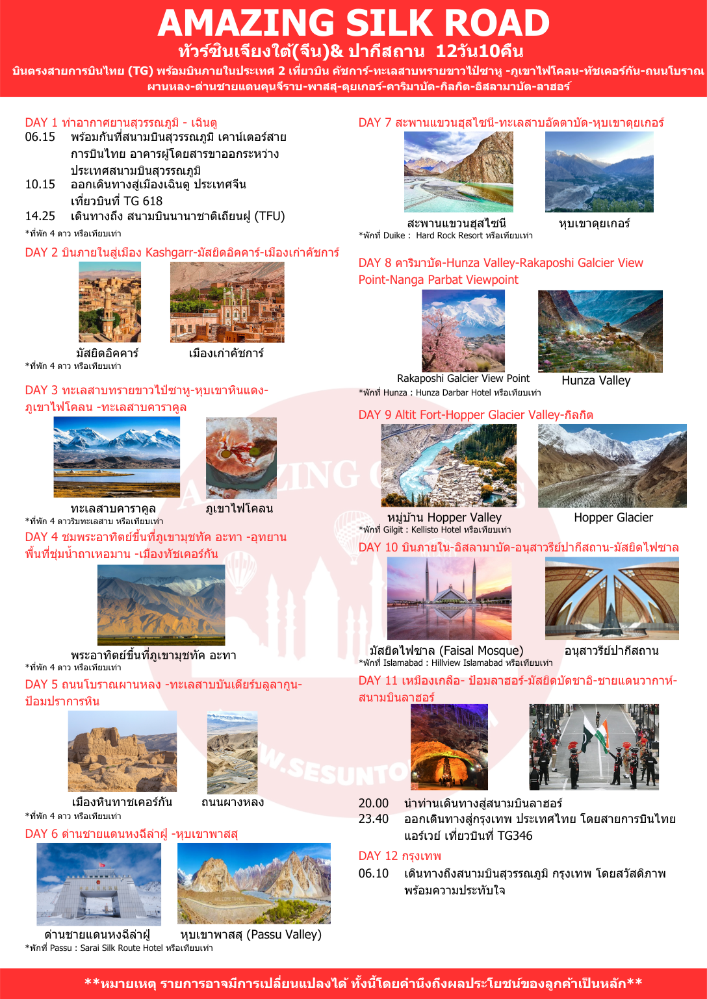 AMAZING SILK ROAD
ทัวร์ซินเจียงใต้(จีน)& ปากีสถาน 12วัน10คืน
บินตรงสายการบินไทย (TG) พร้อมบินภายในประเทศ 2 เที่ยวบิน คัชการ์-ทะเลสาบทรายขาวไป๋ซาหู -ภูเขาไฟโคลน-ทัชเคอร์กัน-ถนนโบราณ
ผานหลง-ด่านชายแดนคุนจีราบ-พาสสุ-ดุยเกอร์-คาริมาบัด-กิลกิต-อิสลามาบัด-ลาฮอร์
DAY 1 ท่าอากาศยานสุวรรณภูมิ - เฉินตู
06.15 พร้อมกันที่สนามบินสุวรรณภูมิ เคาน์เตอร์สาย
การบินไทย อาคารผู้โดยสารขาออกระหว่าง
ประเทศสนามบินสุวรรณภูมิ
10.15 ออกเดินทางสู่เมืองเฉินตู ประเทศจีน
เที่ยวบินที่ TG 618
14.25 เดินทางถึง สนามบินนานาชาติเถียนฝู (TFU)
*ที่พัก 4 ดาว หรือเทียบเท่า
DAY 2 บินภายในสู่เมือง Kashgarr-มัสยิดอิคคาร์-เมืองเก่าคัชการ์
มัสยิดอิคคาร์ เมืองเก่าคัชการ์
*ที่พัก 4 ดาว หรือเทียบเท่า
DAY 3 ทะเลสาบทรายขาวไป๋ซาหู-หุบเขาหินแดง-
ภูเขาไฟโคลน -ทะเลสาบคาราคูล
ทะเลสาบคาราคูล ภูเขาไฟโคลน
*ที่พัก 4 ดาวริมทะเลสาบ หรือเทียบเท่า
DAY 4 ชมพระอาทิตย์ขึ้นที่ภูเขามุชทัค อะทา -อุทยาน
พื้นที่ชุ่มน้ำถาเหอมาน -เมืองทัชเคอร์กัน
พระอาทิตย์ขึ้นที่ภูเขามุชทัค อะทา
*ที่พัก 4 ดาว หรือเทียบเท่า
DAY 5 ถนนโบราณผานหลง -ทะเลสาบบันเดียร์บลูลากูน-
ป้อมปราการหิน
เมืองหินทาชเคอร์กัน ถนนผางหลง
*ที่พัก 4 ดาว หรือเทียบเท่า
DAY 6 ด่านชายแดนหงฉีล่าฝู่ -หุบเขาพาสสุ
ด่านชายแดนหงฉีล่าฝู่ หุบเขาพาสสุ (Passu Valley)
*พักที่ Passu : Sarai Silk Route Hotel หรือเทียบเท่า
DAY 7 สะพานแขวนฮุสไซนี-ทะเลสาบอัตตาบัด-หุบเขาดุยเกอร์
สะพานแขวนฮุสไซนี หุบเขาดุยเกอร์
*พักที่ Duike : Hard Rock Resort หรือเทียบเท่า
DAY 8 คาริมาบัด-Hunza Valley-Rakaposhi Galcier View
Point-Nanga Parbat Viewpoint
Rakaposhi Galcier View Point Hunza Valley
*พักที่ Hunza : Hunza Darbar Hotel หรือเทียบเท่า
DAY 9 Altit Fort-Hopper Glacier Valley-กิลกิต
หมู่บ้าน Hopper Valley Hopper Glacier
*พักที่ Gilgit : Kellisto Hotel หรือเทียบเท่า
DAY 10 บินภายใน-อิสลามาบัด-อนุสาวรีย์ปากีสถาน-มัสยิดไฟซาล
มัสยิดไฟซาล (Faisal Mosque) อนุสาวรีย์ปากีสถาน
*พักที่ Islamabad : Hillview Islamabad หรือเทียบเท่า
DAY 11 เหมืองเกลือ- ป้อมลาฮอร์-มัสยิดบัดชาฮิ-ชายแดนวากาห์-
สนามบินลาฮอร์
20.00 นำท่านเดินทางสู่สนามบินลาฮอร์
23.40 ออกเดินทางสู่กรุงเทพ ประเทศไทย โดยสายการบินไทย
แอร์เวย์ เที่ยวบินที่ TG346
DAY 12 กรุงเทพ
06.10 เดินทางถึงสนามบินสุวรรณภูมิ กรุงเทพ โดยสวัสดิภาพ
พร้อมความประทับใจ
**หมายเหตุ รายการอาจมีการเปลี่ยนแปลงได้ ทั้งนี้โดยคำนึงถึงผลประโยชน์ของลูกค้าเป็นหลัก**